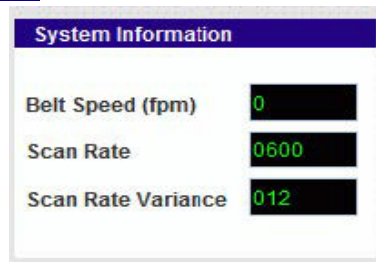 System Information
Belt Speed (fpm) 0
Scan Rate 0600
Scan Rate Variance 012